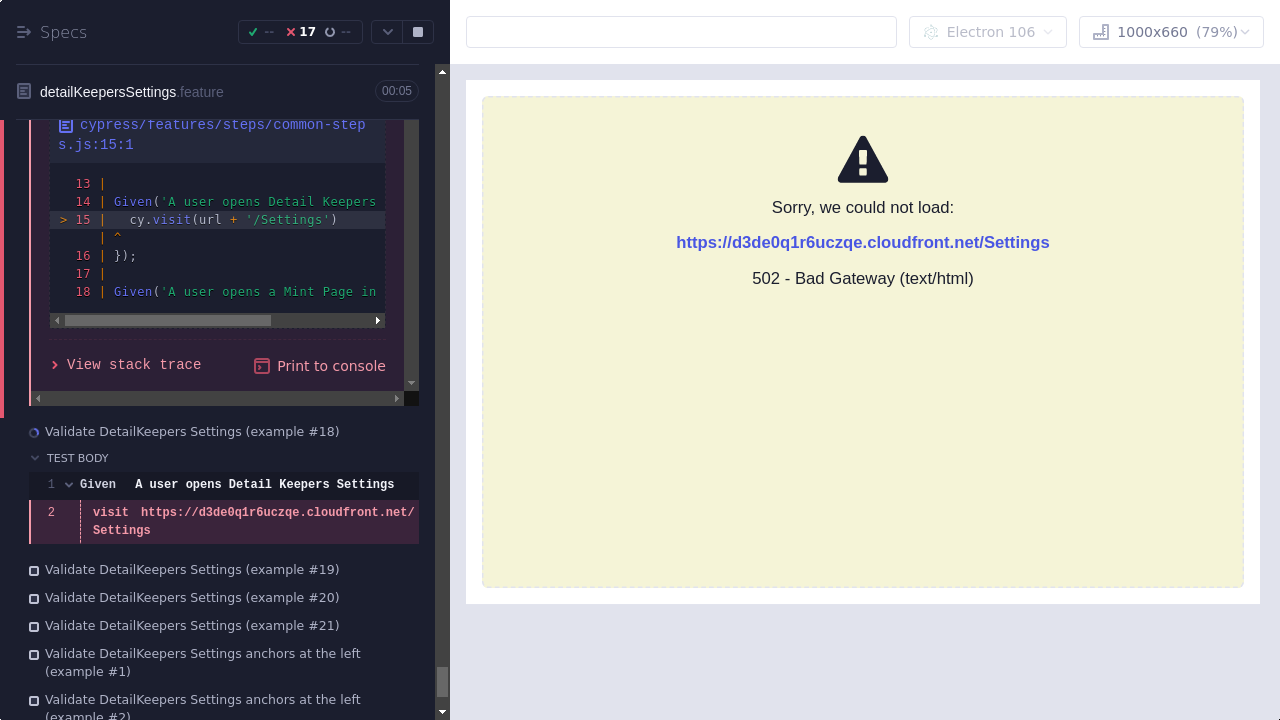 Specs
-- 17 --
Electron 106
1000x660 (79%)
detailKeepersSettings.feature
00:05
cypress/features/steps/common-step
s.js:15:1
13 |
14 | Given('A user opens Detail Keepers
> 15 |   cy.visit(url + '/Settings')
| ^
16 | });
17 |
18 | Given('A user opens a Mint Page in
View stack trace
Print to console
Validate DetailKeepers Settings (example #18)
TEST BODY
1 Given A user opens Detail Keepers Settings
2 visit https://d3de0q1r6uczqe.cloudfront.net/
Settings
Validate DetailKeepers Settings (example #19)
Validate DetailKeepers Settings (example #20)
Validate DetailKeepers Settings (example #21)
Validate DetailKeepers Settings anchors at the left
(example #1)
Validate DetailKeepers Settings anchors at the left
(example #2)
Sorry, we could not load:
https://d3de0q1r6uczqe.cloudfront.net/Settings
502 - Bad Gateway (text/html)